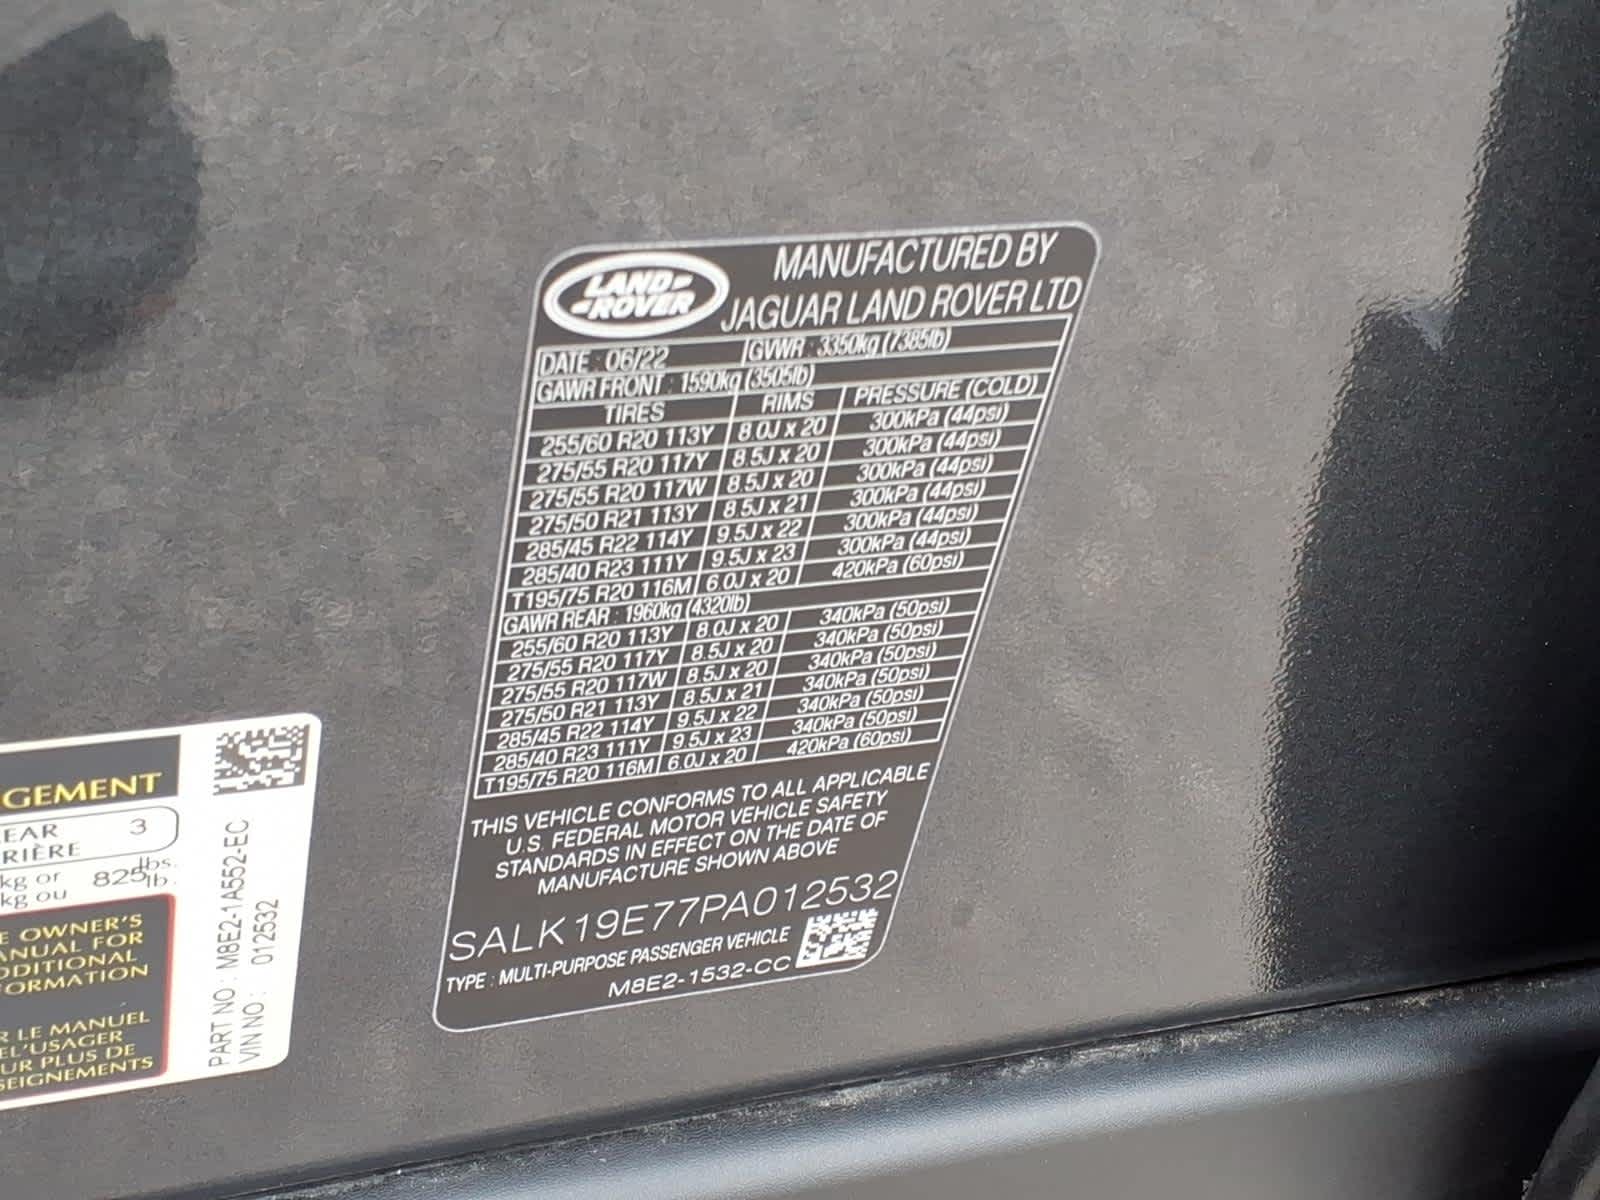 LAND-
-ROVER
MANUFACTURED BY
JAGUAR LAND ROVER LTD
DATE : 06/22 GVWR : 3350kg (7385lb)
GAWR FRONT : 1590kg (3505lb)
TIRES RIMS PRESSURE (COLD)
255/60 R20 113Y 8.0J x 20 300kPa (44psi)
275/55 R20 117Y 8.5J x 20 300kPa (44psi)
275/55 R20 117W 8.5J x 20 300kPa (44psi)
275/50 R21 113Y 8.5J x 21 300kPa (44psi)
285/45 R22 114Y 9.5J x 22 300kPa (44psi)
285/40 R23 111Y 9.5J x 23 300kPa (44psi)
T195/75 R20 116M 6.0J x 20 420kPa (60psi)
GAWR REAR : 1960kg (4320lb)
255/60 R20 113Y 8.0J x 20 340kPa (50psi)
275/55 R20 117Y 8.5J x 20 340kPa (50psi)
275/55 R20 117W 8.5J x 20 340kPa (50psi)
275/50 R21 113Y 8.5J x 21 340kPa (50psi)
285/45 R22 114Y 9.5J x 22 340kPa (50psi)
285/40 R23 111Y 9.5J x 23 340kPa (50psi)
T195/75 R20 116M 6.0J x 20 420kPa (60psi)
THIS VEHICLE CONFORMS TO ALL APPLICABLE
U.S. FEDERAL MOTOR VEHICLE SAFETY
STANDARDS IN EFFECT ON THE DATE OF
MANUFACTURE SHOWN ABOVE
SALK19E77PA012532
TYPE : MULTI-PURPOSE PASSENGER VEHICLE
M8E2-1532-CC
GEMENT
EAR 3
RIÈRE
kg or 825 lbs.
kg ou lb.
E OWNER'S
ANUAL FOR
DDITIONAL
ORMATION
R LE MANUEL
EL'USAGER
UR PLUS DE
SEIGNEMENTS
PART NO : M8E2-1A552-EC
VIN NO : 012532